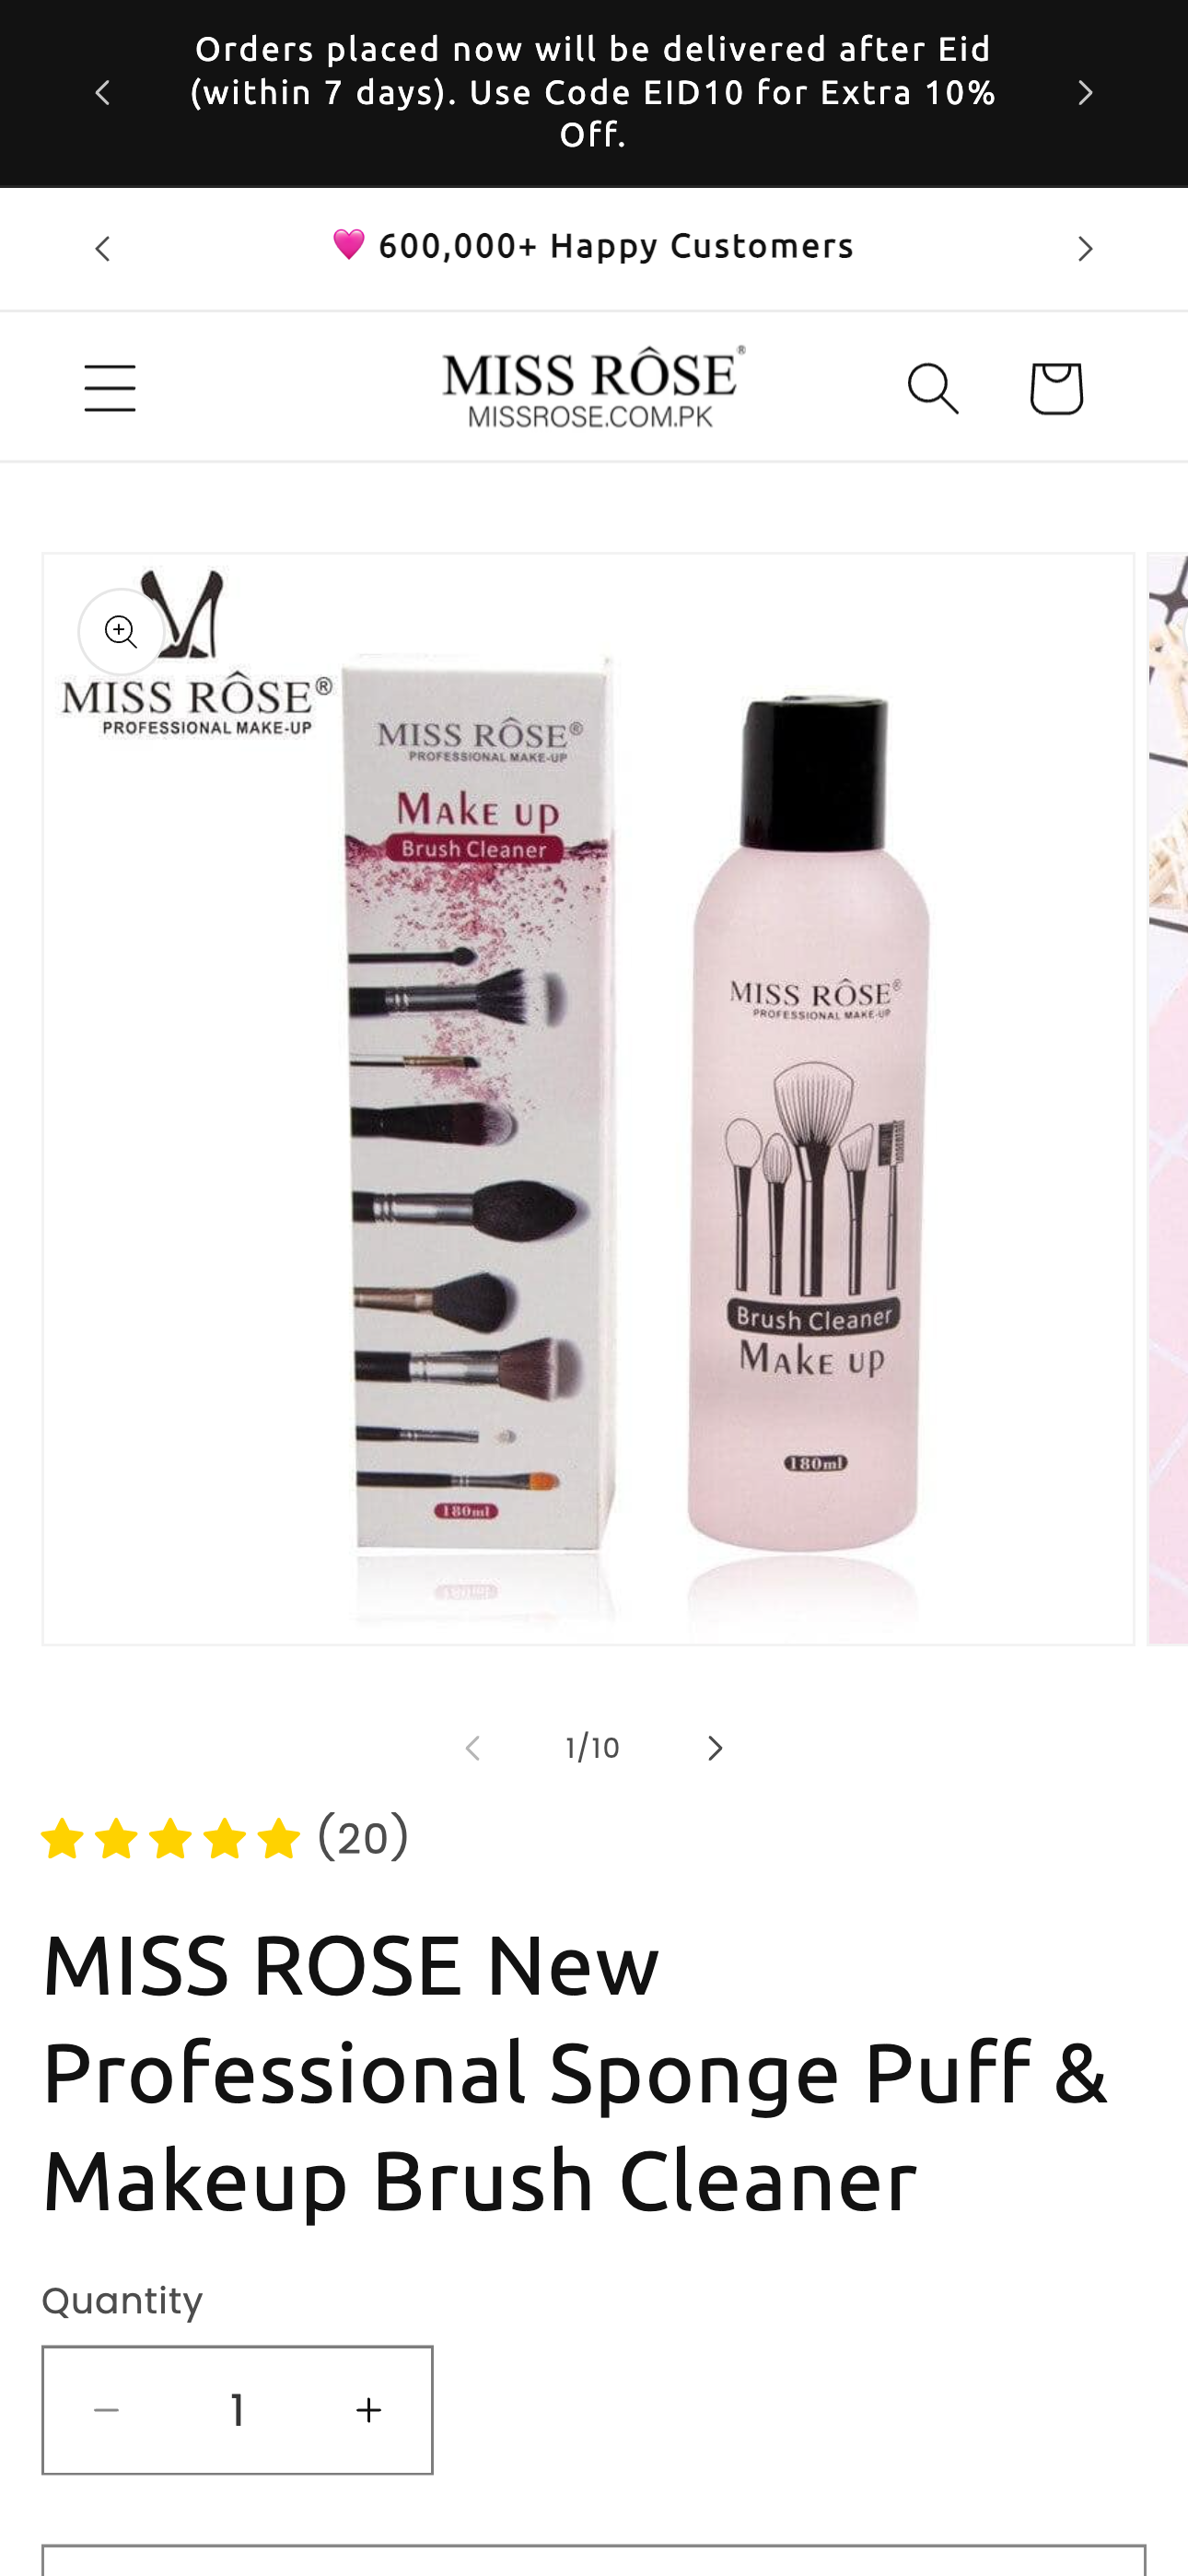 Orders placed now will be delivered after Eid
(within 7 days). Use Code EID10 for Extra 10%
Off.
600,000+ Happy Customers
MISS RÔSE®
MISSROSE.COM.PK
MISS RÔSE®
PROFESSIONAL MAKE-UP
MISS RÔSE®
PROFESSIONAL MAKE-UP
Make up
Brush Cleaner
180ml
MISS RÔSE®
PROFESSIONAL MAKE-UP
Brush Cleaner
Make up
180ml
1/10
(20)
MISS ROSE New
Professional Sponge Puff &
Makeup Brush Cleaner
Quantity
1